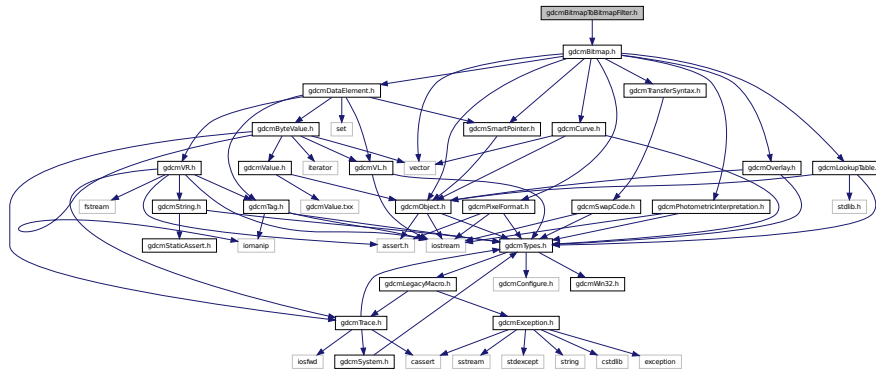 gdcmBitmapToBitmapFilter.h
gdcmBitmap.h
gdcmDataElement.h
gdcmTransferSyntax.h
gdcmByteValue.h
set
gdcmSmartPointer.h
gdcmCurve.h
gdcmVR.h
gdcmValue.h
iterator
gdcmVL.h
vector
gdcmOverlay.h
gdcmLookupTable.
fstream
gdcmString.h
gdcmTag.h
gdcmValue.txx
gdcmObject.h
gdcmPixelFormat.h
gdcmSwapCode.h
gdcmPhotometricInterpretation.h
stdlib.h
gdcmStaticAssert.h
iomanip
assert.h
iostream
gdcmTypes.h
gdcmLegacyMacro.h
gdcmConfigure.h
gdcmWin32.h
gdcmTrace.h
gdcmException.h
iosfwd
gdcmSystem.h
cassert
sstream
stdexcept
string
cstdlib
exception